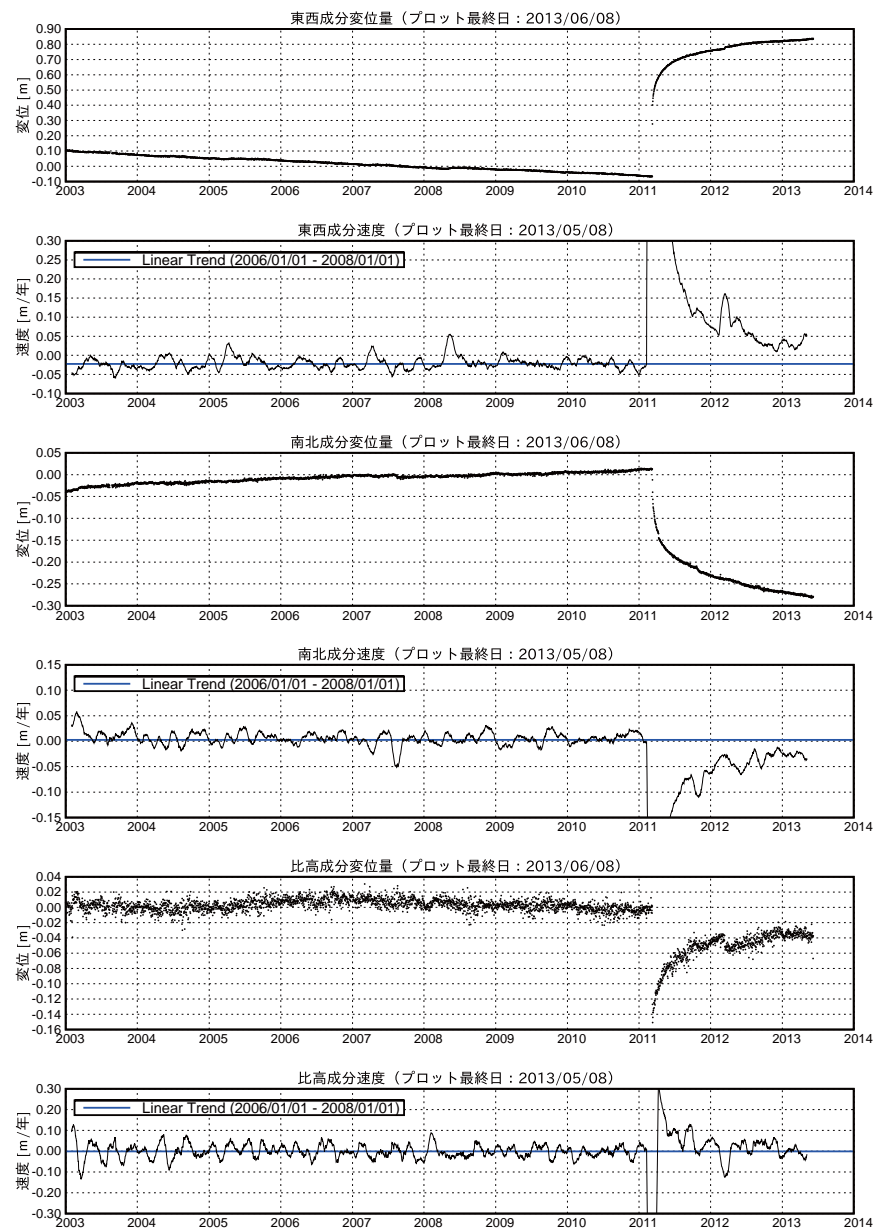 東西成分変位量（プロット最終日：2013/06/08）
0.90
0.80
0.70
0.60
0.50
0.40
0.30
0.20
0.10
0.00
-0.10
変位 [m]
2003 2004 2005 2006 2007 2008 2009 2010 2011 2012 2013 2014
東西成分速度（プロット最終日：2013/05/08）
0.30
0.25
0.20
0.15
0.10
0.05
0.00
-0.05
-0.10
速度 [m/年]
Linear Trend (2006/01/01 - 2008/01/01)
2003 2004 2005 2006 2007 2008 2009 2010 2011 2012 2013 2014
南北成分変位量（プロット最終日：2013/06/08）
0.05
0.00
-0.05
-0.10
-0.15
-0.20
-0.25
-0.30
変位 [m]
2003 2004 2005 2006 2007 2008 2009 2010 2011 2012 2013 2014
南北成分速度（プロット最終日：2013/05/08）
0.15
0.10
0.05
0.00
-0.05
-0.10
-0.15
速度 [m/年]
Linear Trend (2006/01/01 - 2008/01/01)
2003 2004 2005 2006 2007 2008 2009 2010 2011 2012 2013 2014
比高成分変位量（プロット最終日：2013/06/08）
0.04
0.02
0.00
-0.02
-0.04
-0.06
-0.08
-0.10
-0.12
-0.14
-0.16
変位 [m]
2003 2004 2005 2006 2007 2008 2009 2010 2011 2012 2013 2014
比高成分速度（プロット最終日：2013/05/08）
0.30
0.20
0.10
0.00
-0.10
-0.20
-0.30
速度 [m/年]
Linear Trend (2006/01/01 - 2008/01/01)
2003 2004 2005 2006 2007 2008 2009 2010 2011 2012 2013 2014